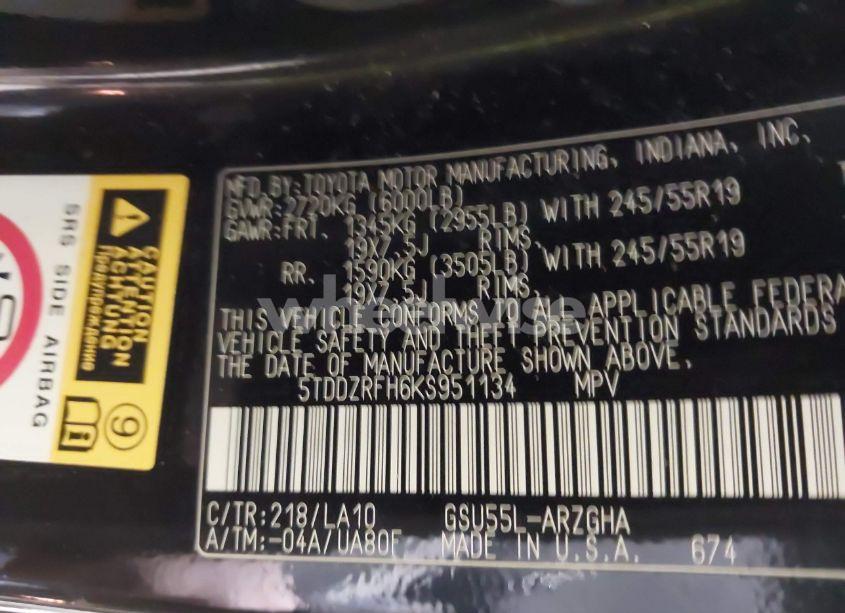 MFD.BY:TOYOTA MOTOR MANUFACTURING, INDIANA, INC.
GVWR:2720KG (6000LB)
GAWR:FRT. 1345KG (2955LB) WITH 245/55R19
19X7.5J RIMS,
RR. 1590KG (3505LB) WITH 245/55R19
19X7.5J RIMS,
THIS VEHICLE CONFORMS TO ALL APPLICABLE FEDERA
VEHICLE SAFETY AND THEFT PREVENTION STANDARDS
THE DATE OF MANUFACTURE SHOWN ABOVE.
5TDDZRFH6KS951134 MPV
C/TR:218/LA10 GSU55L-ARZGHA
A/TM:-04A/UA80F MADE IN U.S.A. 674
SRS SIDE AIRBAG
CAUTION
ATTENTION
ACHTUNG
Предупреждение
9